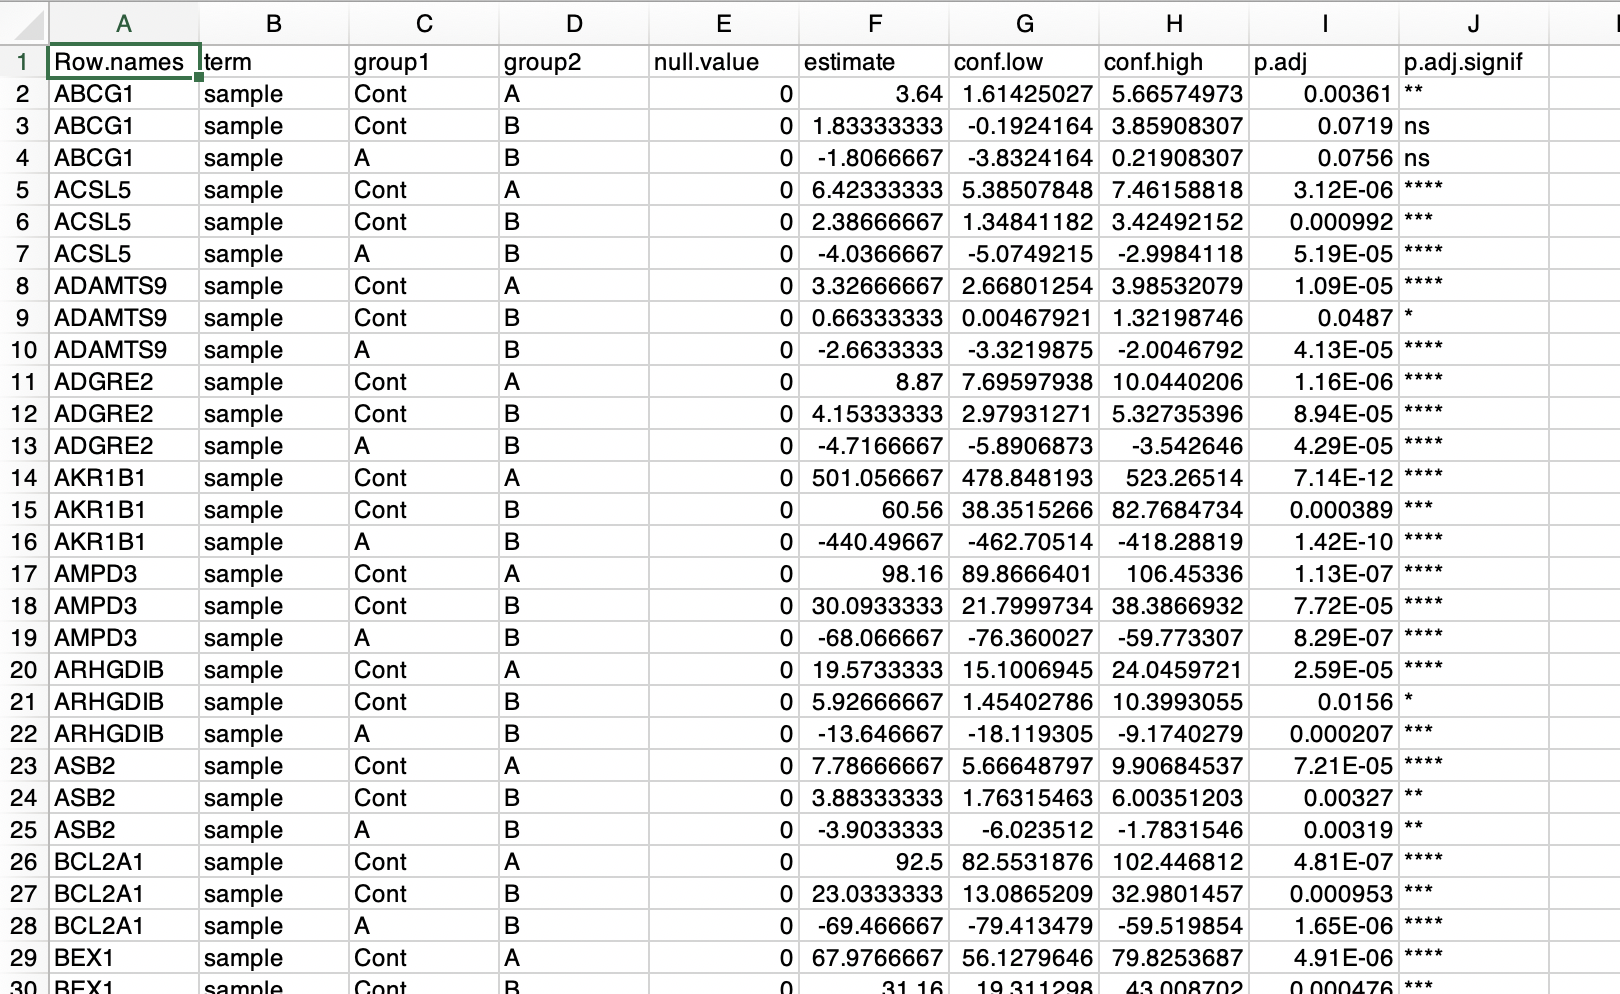 A B C D E F G H I J
1 Row.names term group1 group2 null.value estimate conf.low conf.high p.adj p.adj.signif
2 ABCG1 sample Cont A 0 3.64 1.61425027 5.66574973 0.00361 **
3 ABCG1 sample Cont B 0 1.83333333 -0.1924164 3.85908307 0.0719 ns
4 ABCG1 sample A B 0 -1.8066667 -3.8324164 0.21908307 0.0756 ns
5 ACSL5 sample Cont A 0 6.42333333 5.38507848 7.46158818 3.12E-06 ****
6 ACSL5 sample Cont B 0 2.38666667 1.34841182 3.42492152 0.000992 ***
7 ACSL5 sample A B 0 -4.0366667 -5.0749215 -2.9984118 5.19E-05 ****
8 ADAMTS9 sample Cont A 0 3.32666667 2.66801254 3.98532079 1.09E-05 ****
9 ADAMTS9 sample Cont B 0 0.66333333 0.00467921 1.32198746 0.0487 *
10 ADAMTS9 sample A B 0 -2.6633333 -3.3219875 -2.0046792 4.13E-05 ****
11 ADGRE2 sample Cont A 0 8.87 7.69597938 10.0440206 1.16E-06 ****
12 ADGRE2 sample Cont B 0 4.15333333 2.97931271 5.32735396 8.94E-05 ****
13 ADGRE2 sample A B 0 -4.7166667 -5.8906873 -3.542646 4.29E-05 ****
14 AKR1B1 sample Cont A 0 501.056667 478.848193 523.26514 7.14E-12 ****
15 AKR1B1 sample Cont B 0 60.56 38.3515266 82.7684734 0.000389 ***
16 AKR1B1 sample A B 0 -440.49667 -462.70514 -418.28819 1.42E-10 ****
17 AMPD3 sample Cont A 0 98.16 89.8666401 106.45336 1.13E-07 ****
18 AMPD3 sample Cont B 0 30.0933333 21.7999734 38.3866932 7.72E-05 ****
19 AMPD3 sample A B 0 -68.066667 -76.360027 -59.773307 8.29E-07 ****
20 ARHGDIB sample Cont A 0 19.5733333 15.1006945 24.0459721 2.59E-05 ****
21 ARHGDIB sample Cont B 0 5.92666667 1.45402786 10.3993055 0.0156 *
22 ARHGDIB sample A B 0 -13.646667 -18.119305 -9.1740279 0.000207 ***
23 ASB2 sample Cont A 0 7.78666667 5.66648797 9.90684537 7.21E-05 ****
24 ASB2 sample Cont B 0 3.88333333 1.76315463 6.00351203 0.00327 **
25 ASB2 sample A B 0 -3.9033333 -6.023512 -1.7831546 0.00319 **
26 BCL2A1 sample Cont A 0 92.5 82.5531876 102.446812 4.81E-07 ****
27 BCL2A1 sample Cont B 0 23.0333333 13.0865209 32.9801457 0.000953 ***
28 BCL2A1 sample A B 0 -69.466667 -79.413479 -59.519854 1.65E-06 ****
29 BEX1 sample Cont A 0 67.9766667 56.1279646 79.8253687 4.91E-06 ****
30 BEX1 sample Cont B 0 31.16 19.311298 43.008702 0.000476 ***